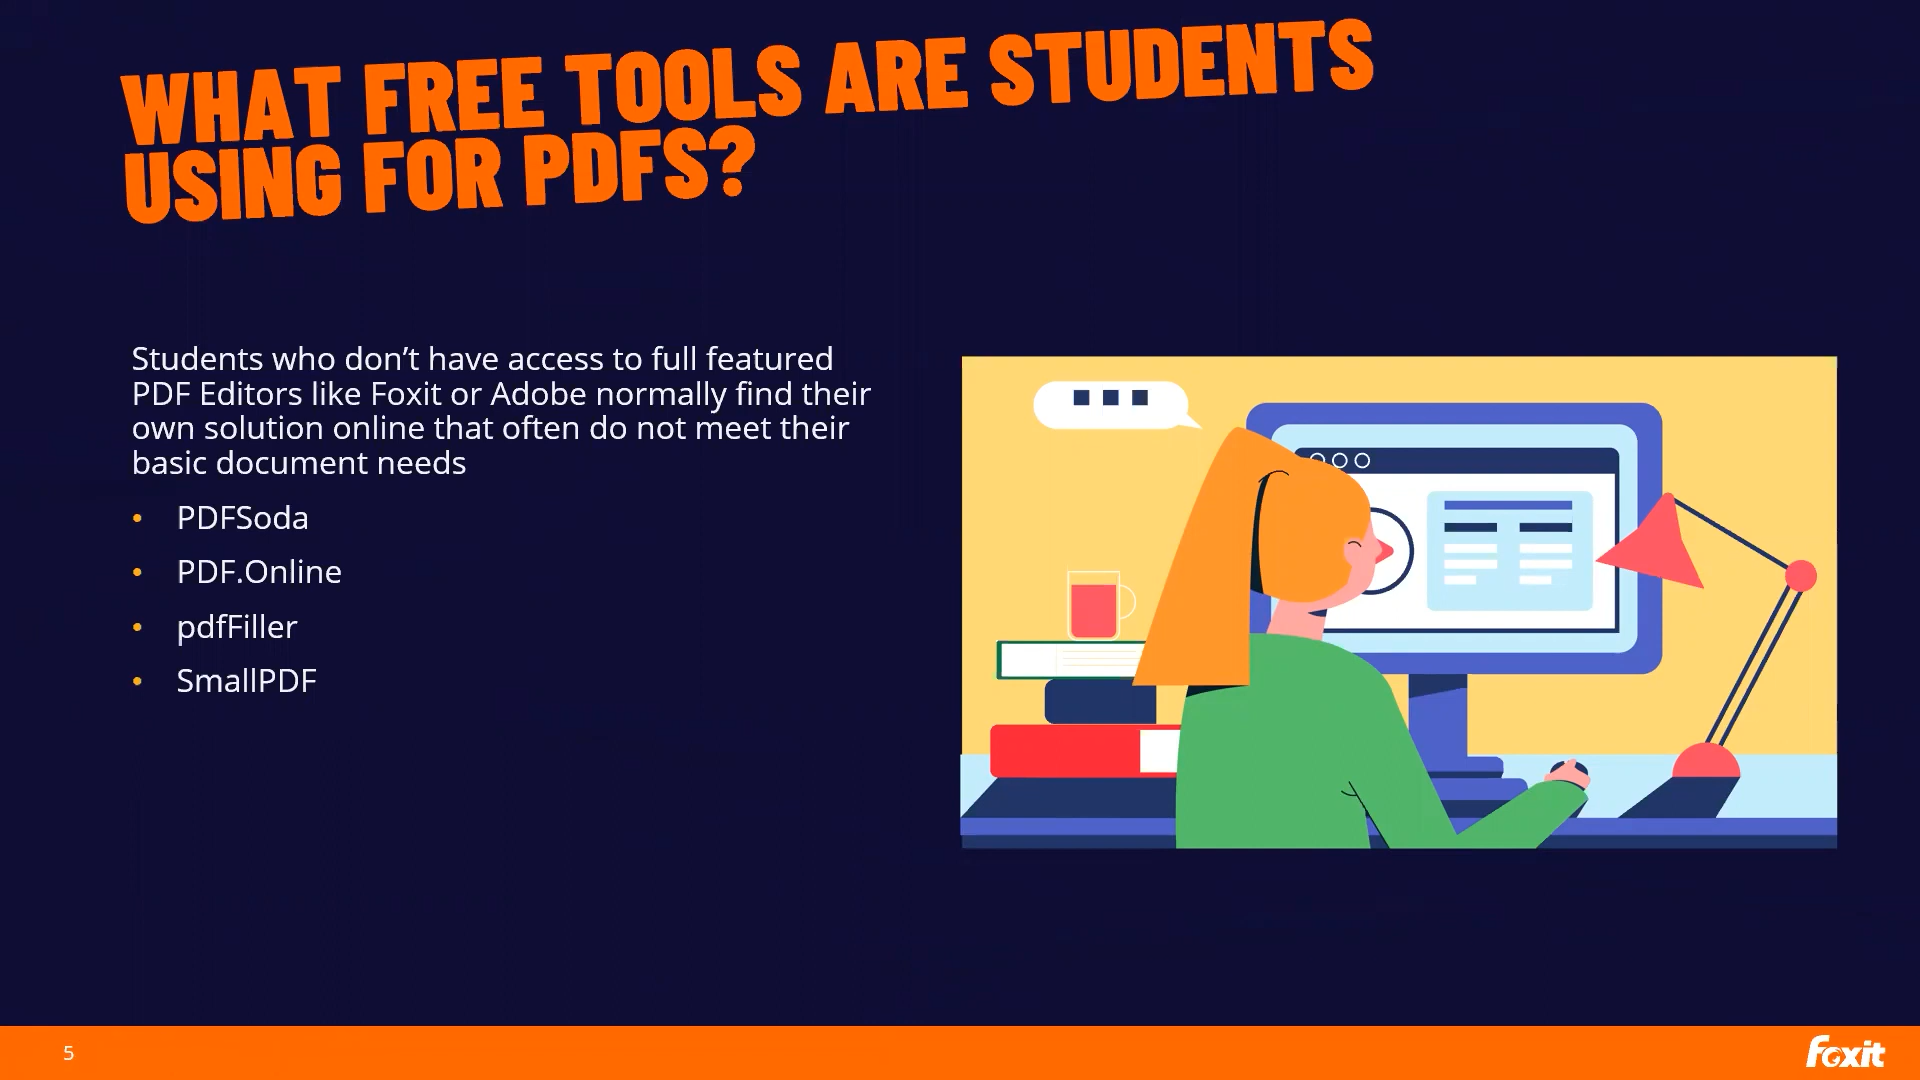 WHAT FREE TOOLS ARE STUDENTS
USING FOR PDFS?
Students who don’t have access to full featured
PDF Editors like Foxit or Adobe normally find their
own solution online that often do not meet their
basic document needs
• PDFSoda
• PDF.Online
• pdfFiller
• SmallPDF
5
Foxit